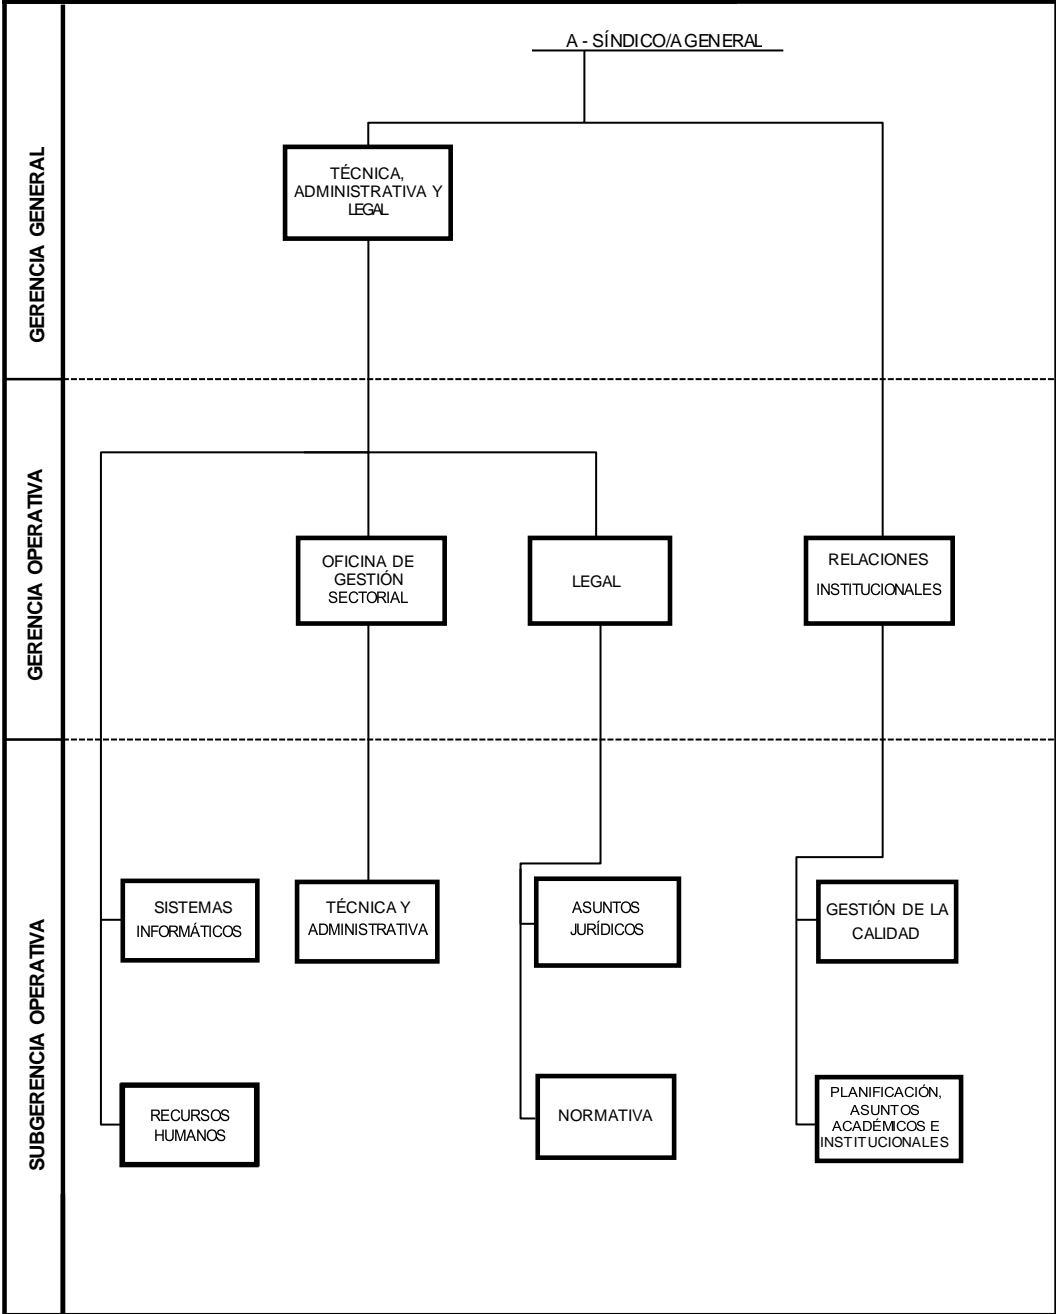 A - SÍNDICO/A GENERAL
GERENCIA GENERAL
TÉCNICA,
ADMINISTRATIVA Y
LEGAL
GERENCIA OPERATIVA
OFICINA DE
GESTIÓN
SECTORIAL
LEGAL
RELACIONES
INSTITUCIONALES
SUBGERENCIA OPERATIVA
SISTEMAS
INFORMÁTICOS
TÉCNICA Y
ADMINISTRATIVA
ASUNTOS
JURÍDICOS
GESTIÓN DE LA
CALIDAD
RECURSOS
HUMANOS
NORMATIVA
PLANIFICACIÓN,
ASUNTOS
ACADÉMICOS E
INSTITUCIONALES